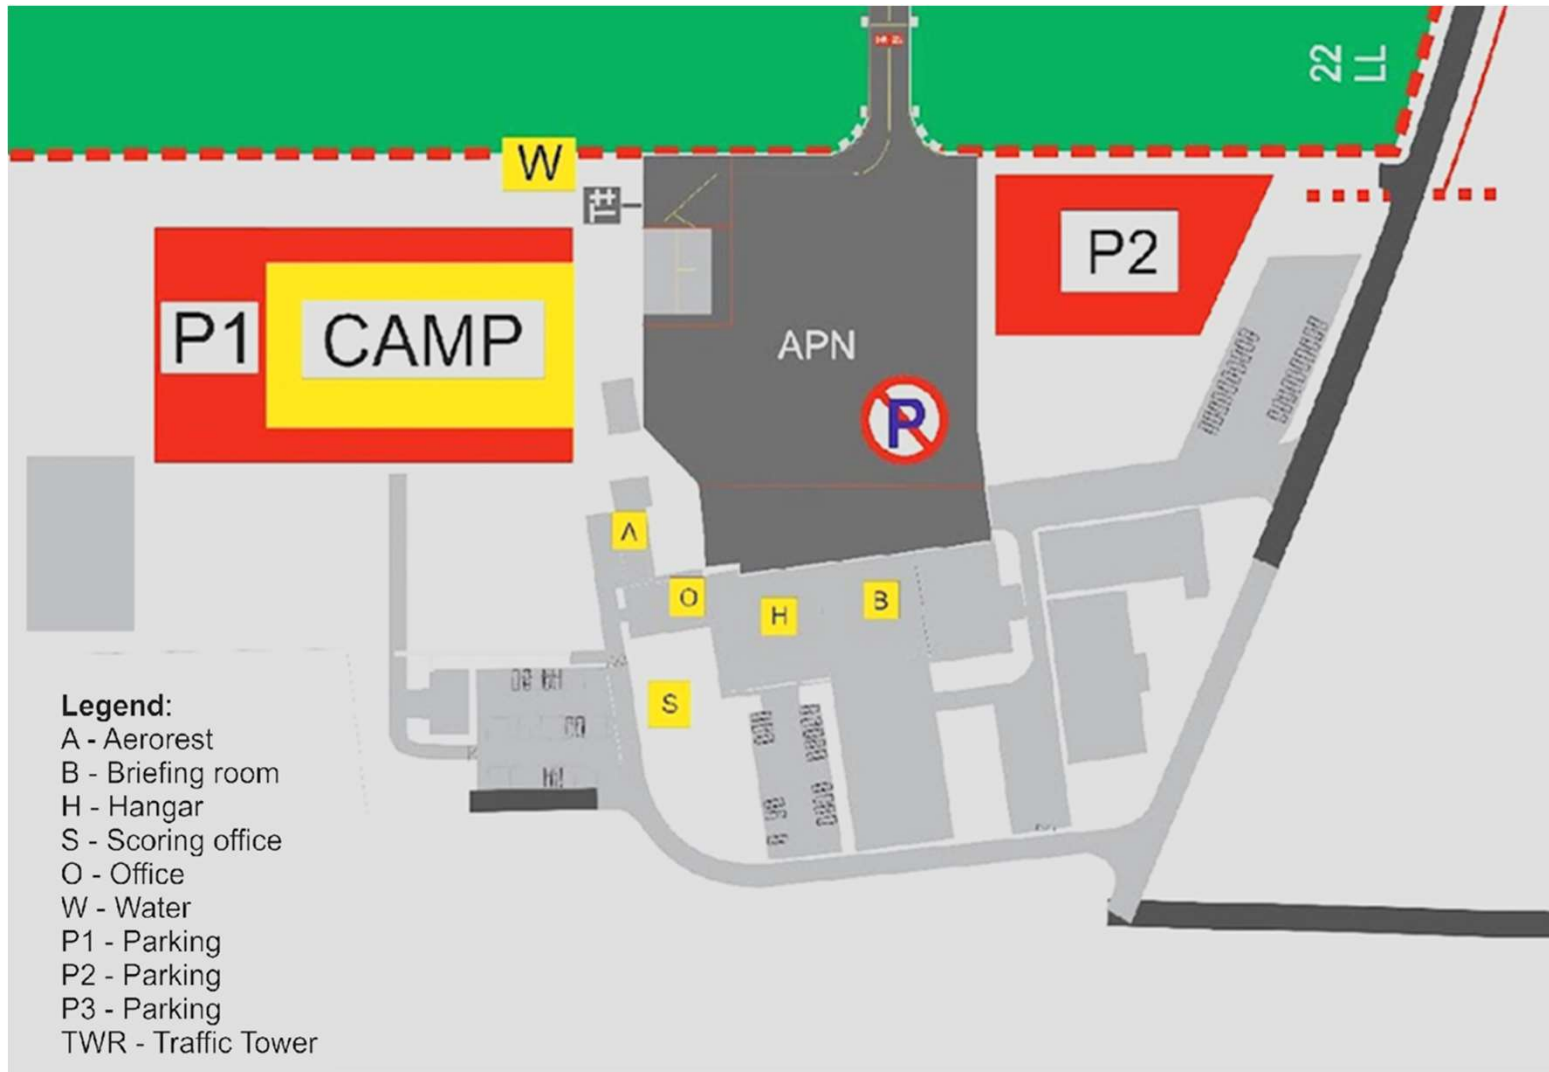 22
LL
W
P1
CAMP
P2
APN
P
A
O
H
B
S
Legend:
A - Aerorest
B - Briefing room
H - Hangar
S - Scoring office
O - Office
W - Water
P1 - Parking
P2 - Parking
P3 - Parking
TWR - Traffic Tower